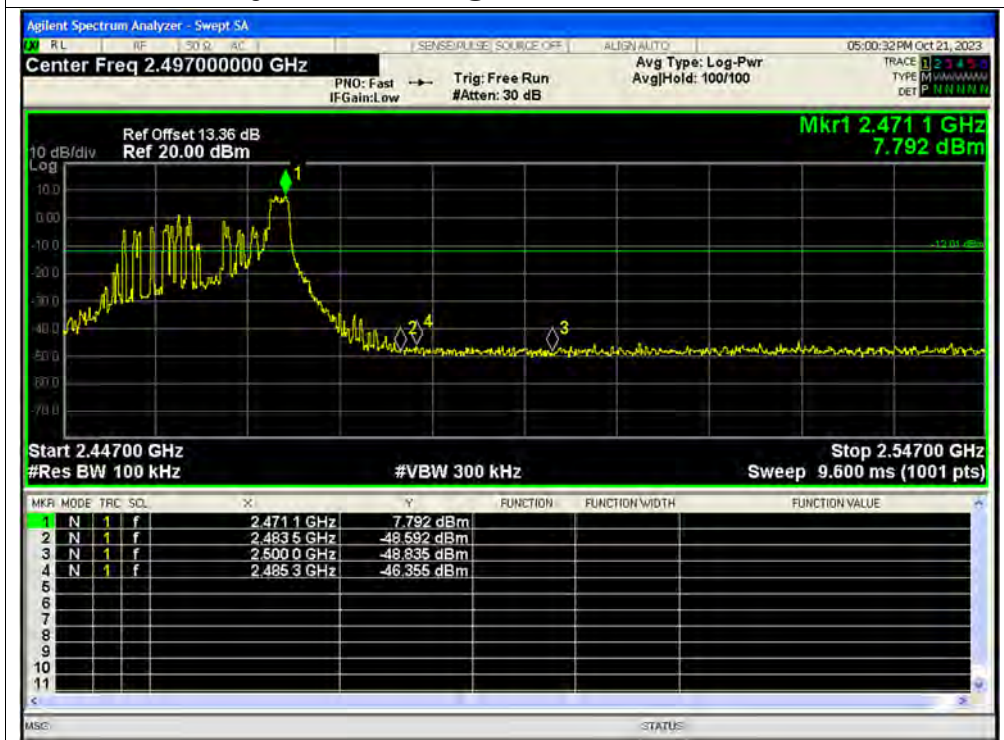 Agilent Spectrum Analyzer - Swept SA
RL RF 50 Ω AC SENSE:PULSE SOURCE OFF ALIGN AUTO 05:00:32 PM Oct 21, 2023
Center Freq 2.497000000 GHz
PNO: Fast
IFGain:Low
Trig: Free Run
#Atten: 30 dB
Avg Type: Log-Pwr
Avg|Hold: 100/100
TRACE 1 2 3 4 5 6
TYPE M
DET P N N N N N
Ref Offset 13.36 dB
10 dB/div Ref 20.00 dBm
Log
Mkr1 2.471 1 GHz
7.792 dBm
1
10.0
0.00
-10.0
-12.01 dBm
-20.0
-30.0
-40.0
2 4 3
-50.0
-60.0
-70.0
Start 2.44700 GHz Stop 2.54700 GHz
#Res BW 100 kHz #VBW 300 kHz Sweep 9.600 ms (1001 pts)
MKR MODE TRC SCL X Y FUNCTION FUNCTION WIDTH FUNCTION VALUE
1 N 1 f 2.471 1 GHz 7.792 dBm
2 N 1 f 2.483 5 GHz -48.592 dBm
3 N 1 f 2.500 0 GHz -48.835 dBm
4 N 1 f 2.485 3 GHz -46.355 dBm
5
6
7
8
9
10
11
MSG STATUS